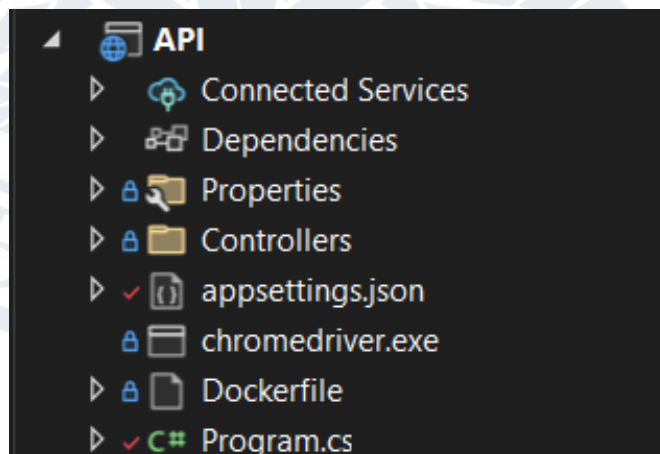 API
Connected Services
Dependencies
Properties
Controllers
appsettings.json
chromedriver.exe
Dockerfile
C# Program.cs